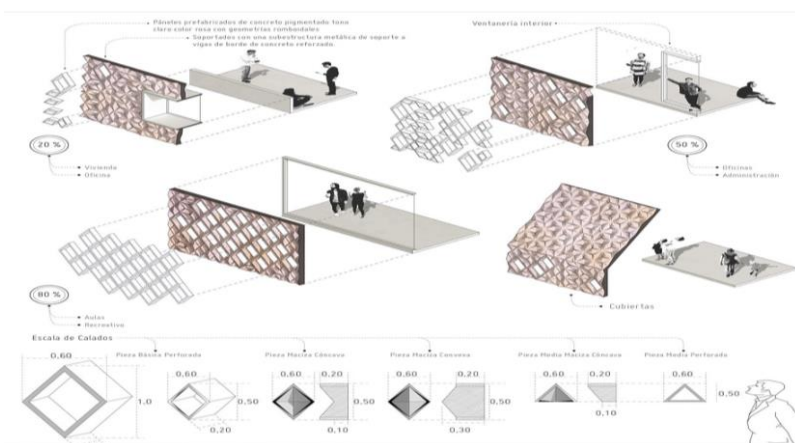 Páneles prefabricados de concreto pigmentado tono
claro color rosa con geometrías romboidales
Soportados con una subestructura metálica de soporte a
vigas de borde de concreto reforzado.
Ventanería interior
20 %
Vivienda
Oficina
50 %
Oficinas
Administración
80 %
Aulas
Recreativo
Cubiertas
Escala de Calados
Pieza Básica Perforada
Pieza Maciza Cóncava
Pieza Maciza Convexa
Pieza Media Maciza Cóncava
Pieza Media Perforada
0,60
1,0
0,60
0,50
0,20
0,60
0,20
0,50
0,10
0,60
0,20
0,50
0,30
0,60
0,20
0,10
0,60
0,50